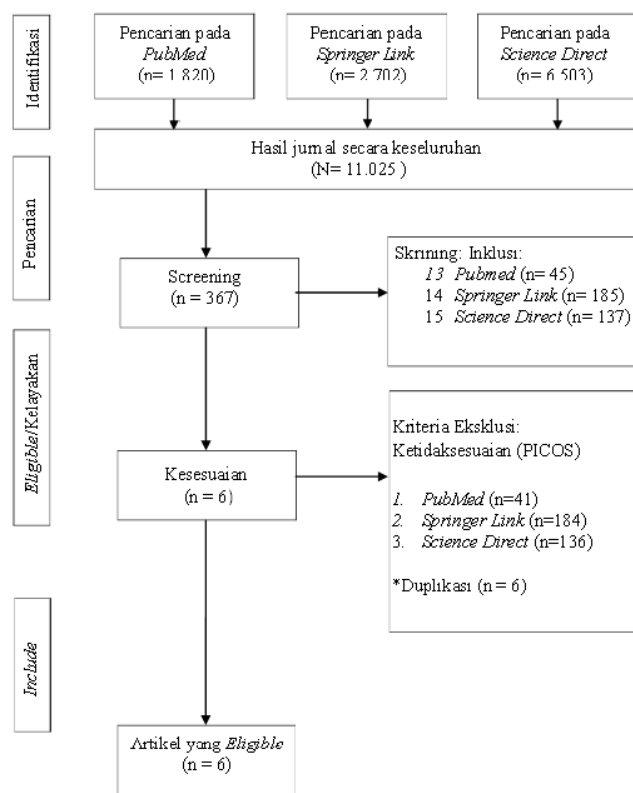 Identifikasi
Pencarian pada
PubMed
(n= 1.820)
Pencarian pada
Springer Link
(n= 2.702)
Pencarian pada
Science Direct
(n= 6.503)
Hasil jurnal secara keseluruhan
(N= 11.025 )
Pencarian
Screening
(n = 367)
Skrining: Inklusi:
13 Pubmed (n= 45)
14 Springer Link (n= 185)
15 Science Direct (n= 137)
Eligible/Kelayakan
Kesesuaian
(n = 6)
Kriteria Eksklusi:
Ketidaksesuaian (PICOS)
1. PubMed (n=41)
2. Springer Link (n=184)
3. Science Direct (n=136)
*Duplikasi (n = 6)
Include
Artikel yang Eligible
(n = 6)